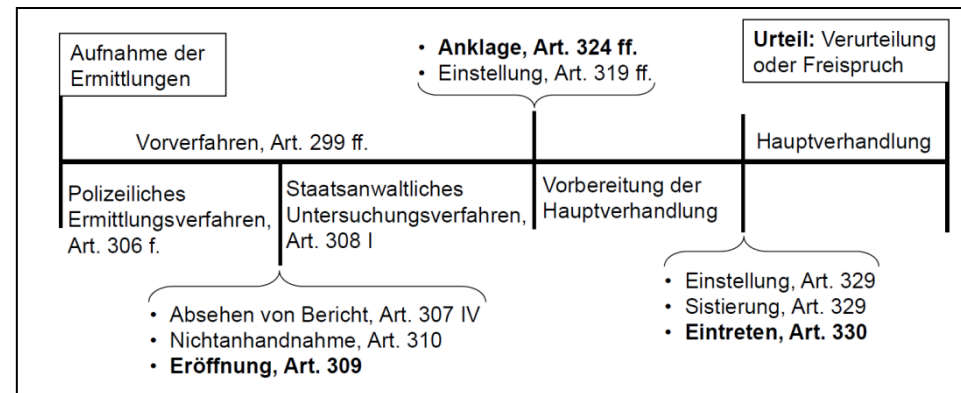 Aufnahme der
Ermittlungen
• Anklage, Art. 324 ff.
• Einstellung, Art. 319 ff.
Urteil: Verurteilung
oder Freispruch
Vorverfahren, Art. 299 ff.
Hauptverhandlung
Polizeiliches
Ermittlungsverfahren,
Art. 306 f.
Staatsanwaltliches
Untersuchungsverfahren,
Art. 308 I
Vorbereitung der
Hauptverhandlung
• Absehen von Bericht, Art. 307 IV
• Nichtanhandnahme, Art. 310
• Eröffnung, Art. 309
• Einstellung, Art. 329
• Sistierung, Art. 329
• Eintreten, Art. 330